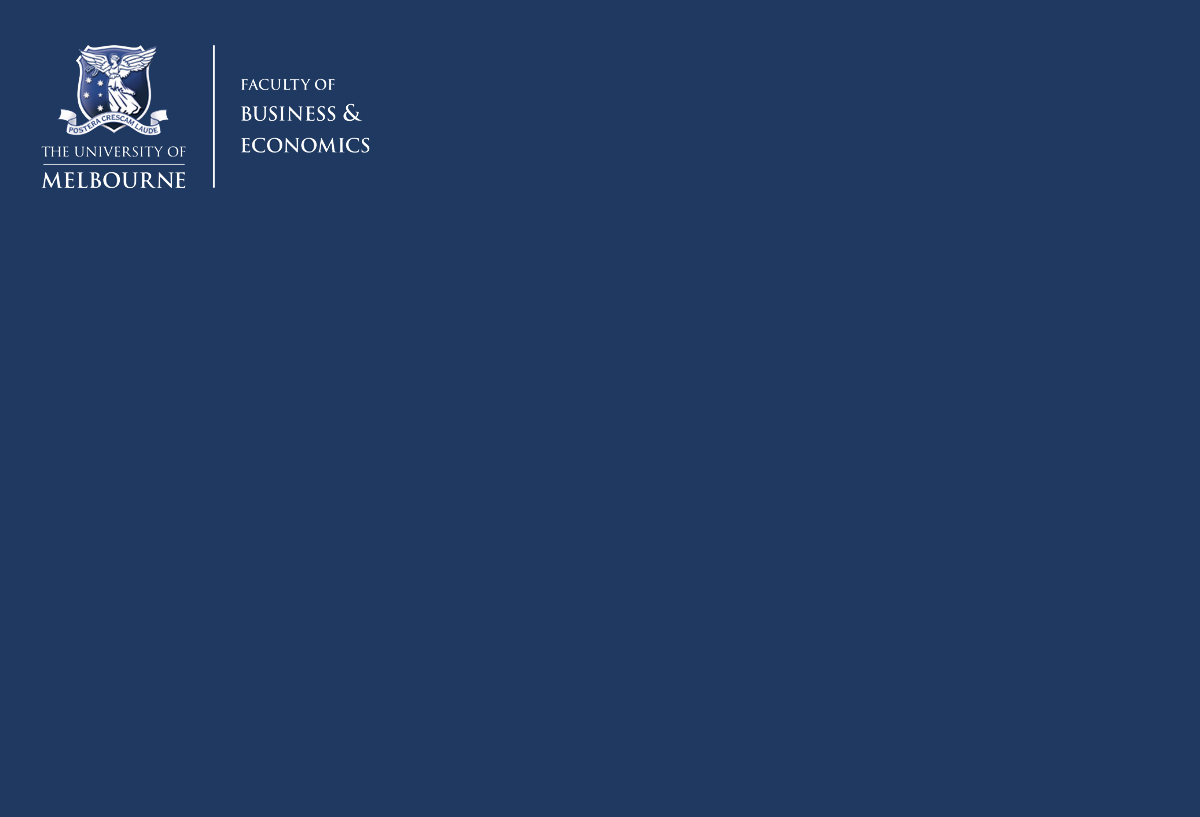 POSTERA CRESCAM LAUDE
THE UNIVERSITY OF
MELBOURNE
FACULTY OF
BUSINESS &
ECONOMICS